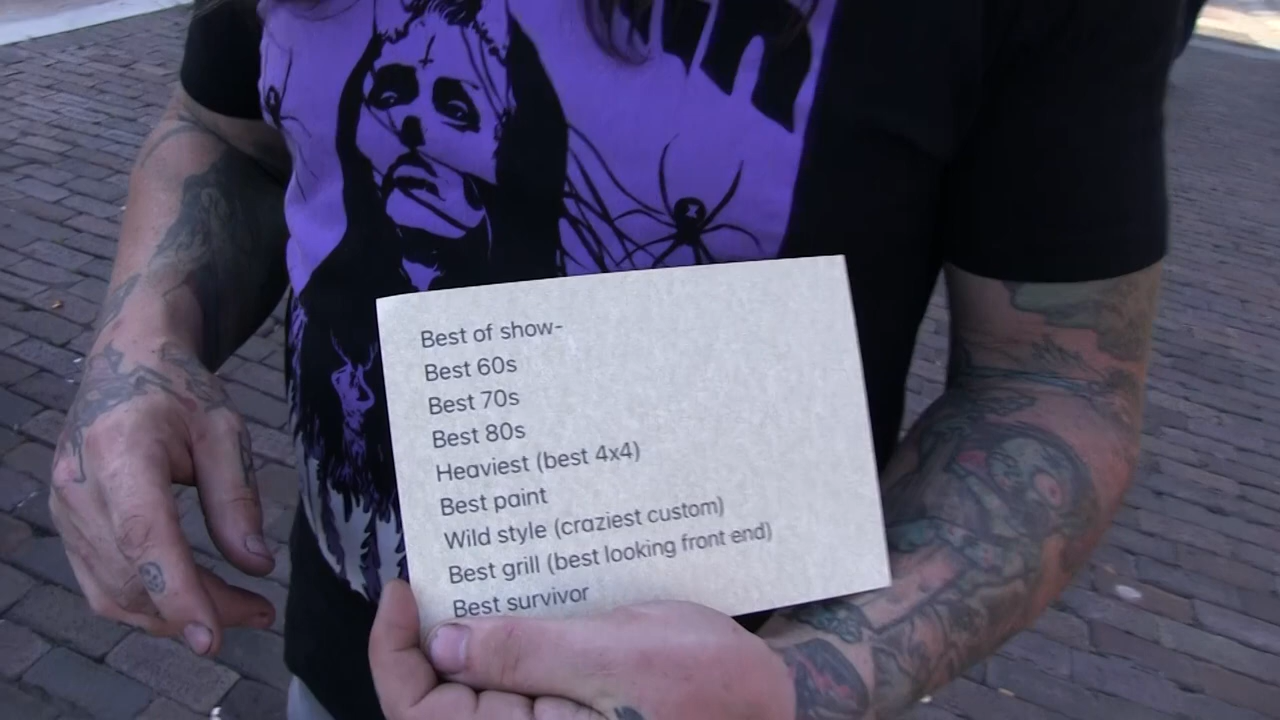 Best of show-
Best 60s
Best 70s
Best 80s
Heaviest (best 4x4)
Best paint
Wild style (craziest custom)
Best grill (best looking front end)
Best survivor